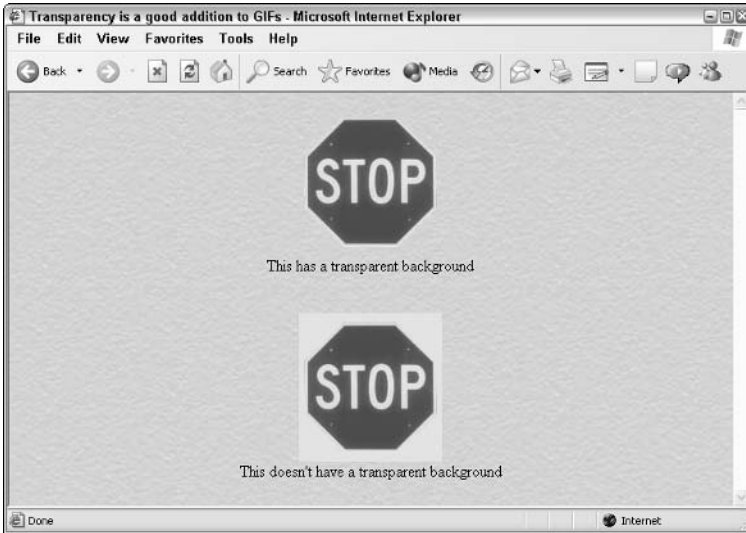 Transparency is a good addition to GIFs - Microsoft Internet Explorer
File Edit View Favorites Tools Help
Back Search Favorites Media
STOP
This has a transparent background
STOP
This doesn't have a transparent background
Done Internet